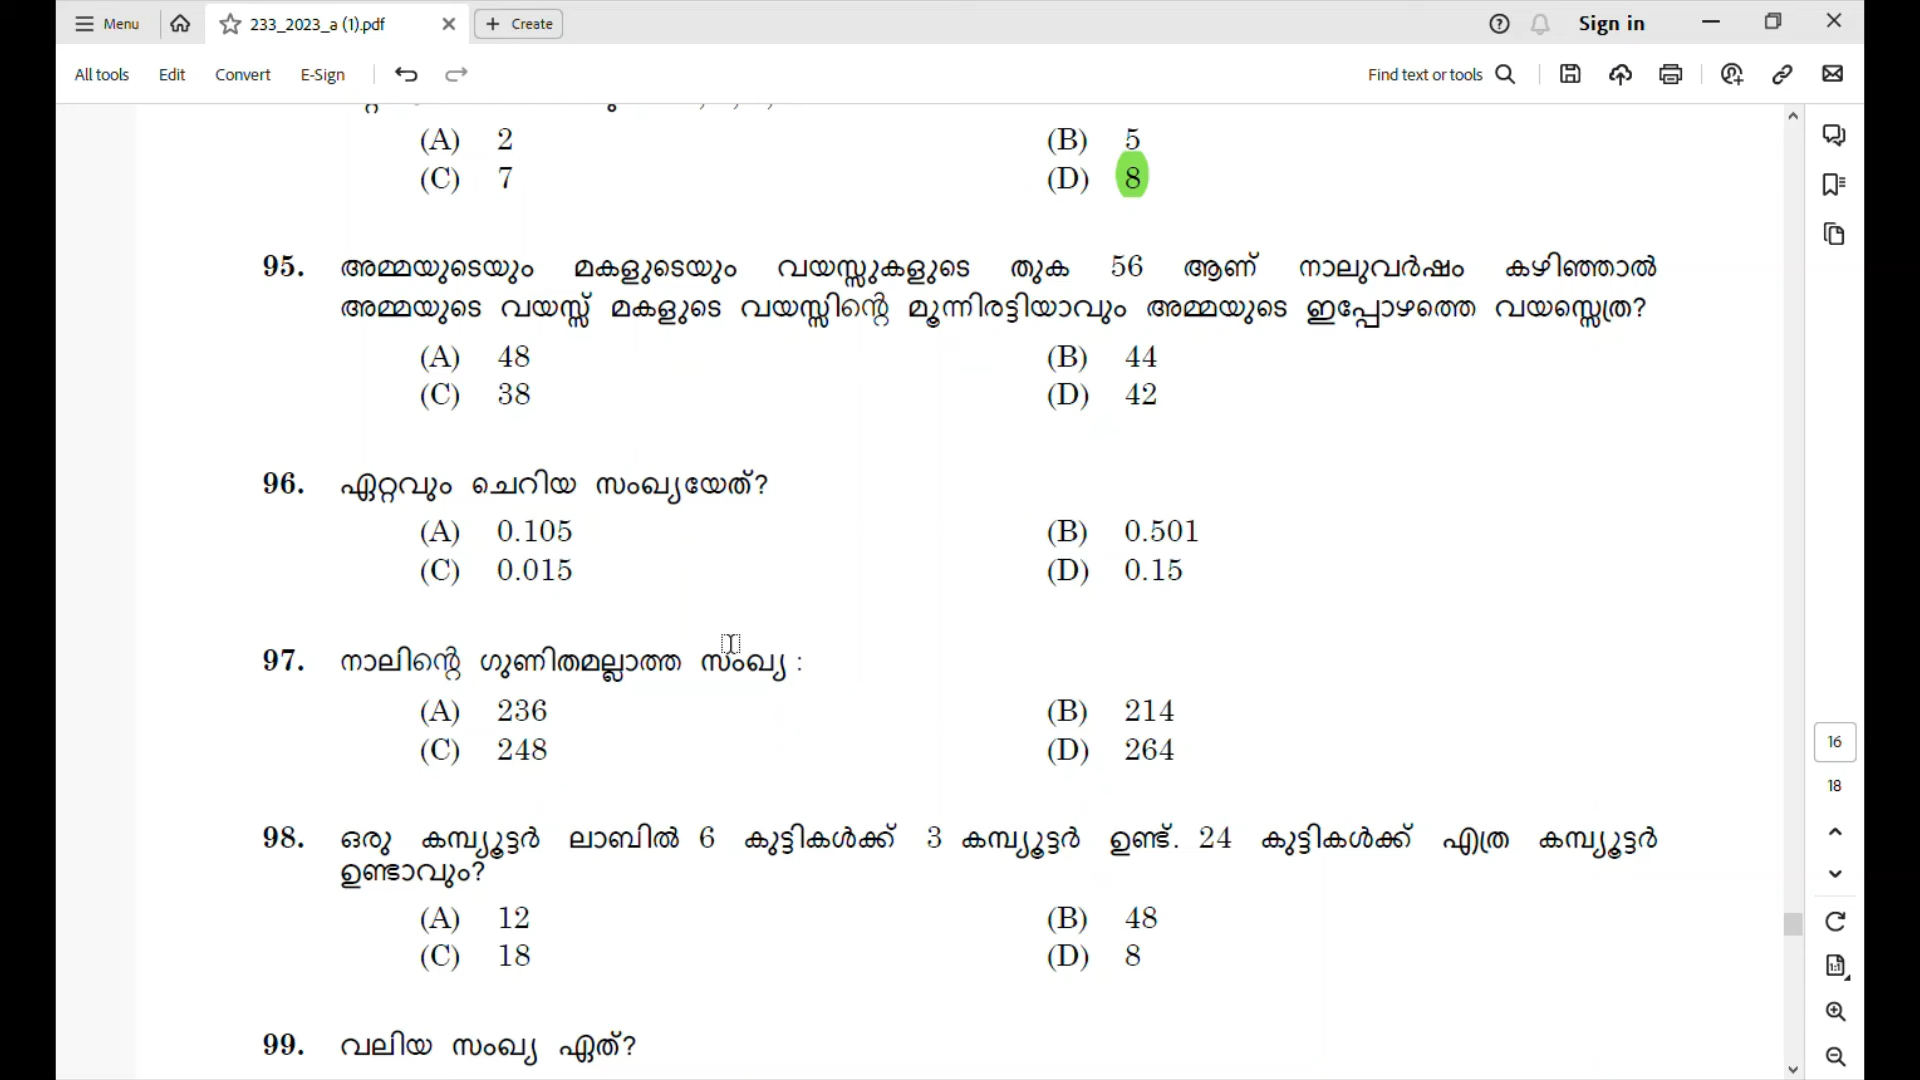 Menu 233_2023_a (1).pdf Create Sign in
All tools Edit Convert E-Sign Find text or tools
(A) 2 (B) 5
(C) 7 (D) 8
95. അമ്മയുടെയും മകളുടെയും വയസ്സുകളുടെ തുക 56 ആണ് നാലുവർഷം കഴിഞ്ഞാൽ
അമ്മയുടെ വയസ്സ് മകളുടെ വയസ്സിന്റെ മൂന്നിരട്ടിയാവും അമ്മയുടെ ഇപ്പോഴത്തെ വയസ്സെത്ര?
(A) 48 (B) 44
(C) 38 (D) 42
96. ഏറ്റവും ചെറിയ സംഖ്യയേത്?
(A) 0.105 (B) 0.501
(C) 0.015 (D) 0.15
97. നാലിന്റെ ഗുണിതമല്ലാത്ത സംഖ്യ :
(A) 236 (B) 214
(C) 248 (D) 264
98. ഒരു കമ്പ്യൂട്ടർ ലാബിൽ 6 കുട്ടികൾക്ക് 3 കമ്പ്യൂട്ടർ ഉണ്ട്. 24 കുട്ടികൾക്ക് എത്ര കമ്പ്യൂട്ടർ
ഉണ്ടാവും?
(A) 12 (B) 48
(C) 18 (D) 8
99. വലിയ സംഖ്യ ഏത്?
16
18